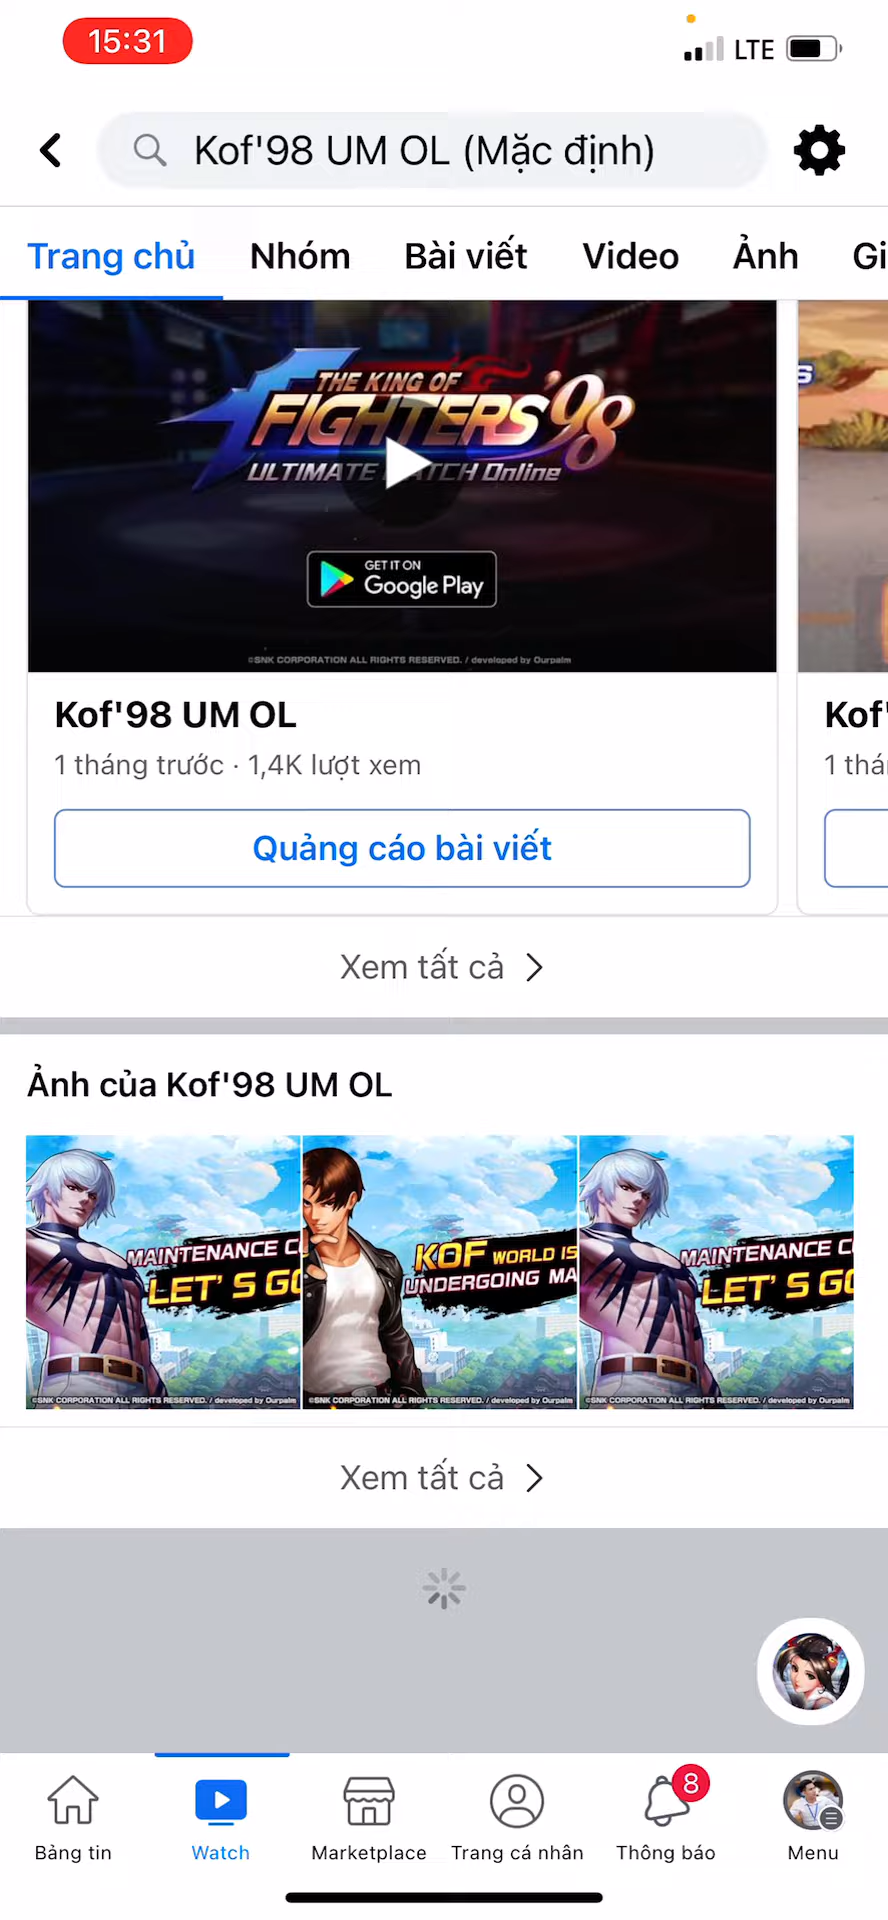 15:31
LTE
Kof'98 UM OL (Mặc định)
Trang chủ Nhóm Bài viết Video Ảnh Gi
THE KING OF
FIGHTERS'98
ULTIMATE MATCH Online
GET IT ON
Google Play
©SNK CORPORATION ALL RIGHTS RESERVED. / developed by Ourpalm
S
Kof'98 UM OL
1 tháng trước · 1,4K lượt xem
Quảng cáo bài viết
Kof'
1 thá
Xem tất cả
Ảnh của Kof'98 UM OL
MAINTENANCE C
LET'S GO
©SNK CORPORATION ALL RIGHTS RESERVED. / developed by Ourpalm
KOF WORLD IS
UNDERGOING MA
©SNK CORPORATION ALL RIGHTS RESERVED. / developed by Ourpalm
MAINTENANCE C
LET'S GO
©SNK CORPORATION ALL RIGHTS RESERVED. / developed by Ourpalm
Xem tất cả
8
Bảng tin Watch Marketplace Trang cá nhân Thông báo Menu